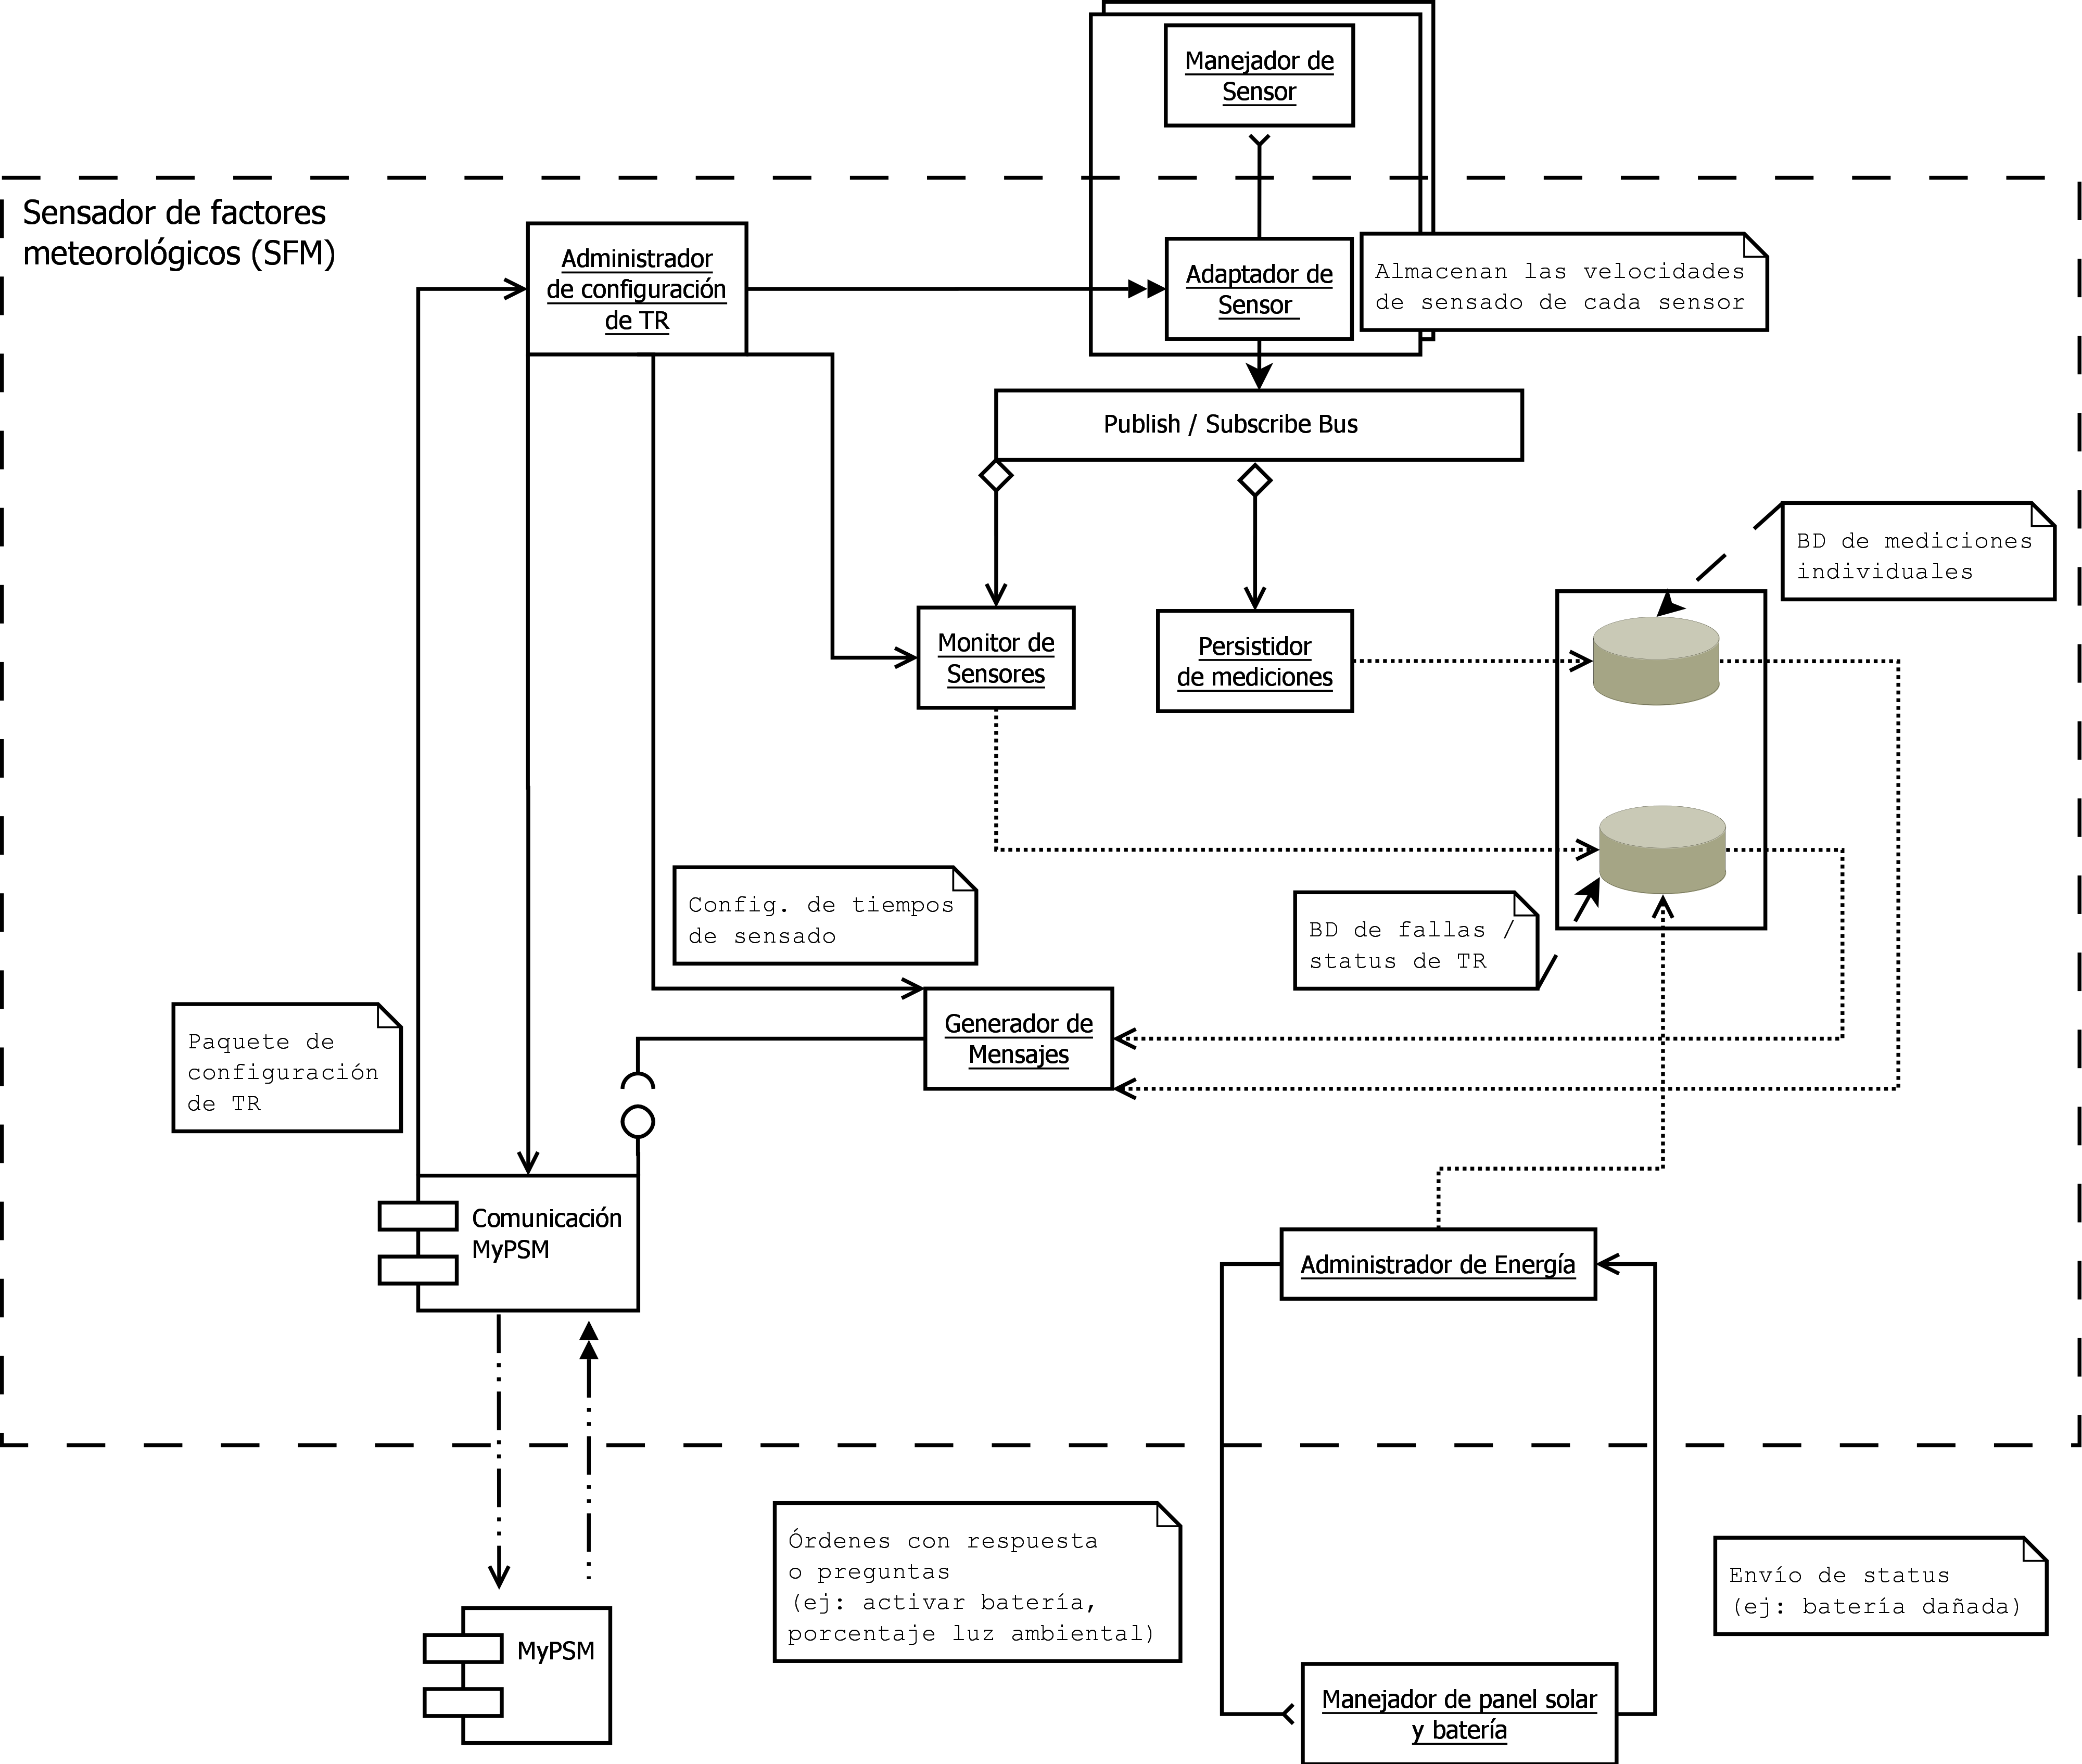 Manejador de
Sensor
Sensador de factores
meteorológicos (SFM)
Administrador
de configuración
de TR
Adaptador de
Sensor
Almacenan las velocidades
de sensado de cada sensor
Publish / Subscribe Bus
BD de mediciones
individuales
Monitor de
Sensores
Persistidor
de mediciones
Config. de tiempos
de sensado
BD de fallas /
status de TR
Paquete de
configuración
de TR
Generador de
Mensajes
Comunicación
MyPSM
Administrador de Energía
Órdenes con respuesta
o preguntas
(ej: activar batería,
porcentaje luz ambiental)
Envío de status
(ej: batería dañada)
MyPSM
Manejador de panel solar
y batería